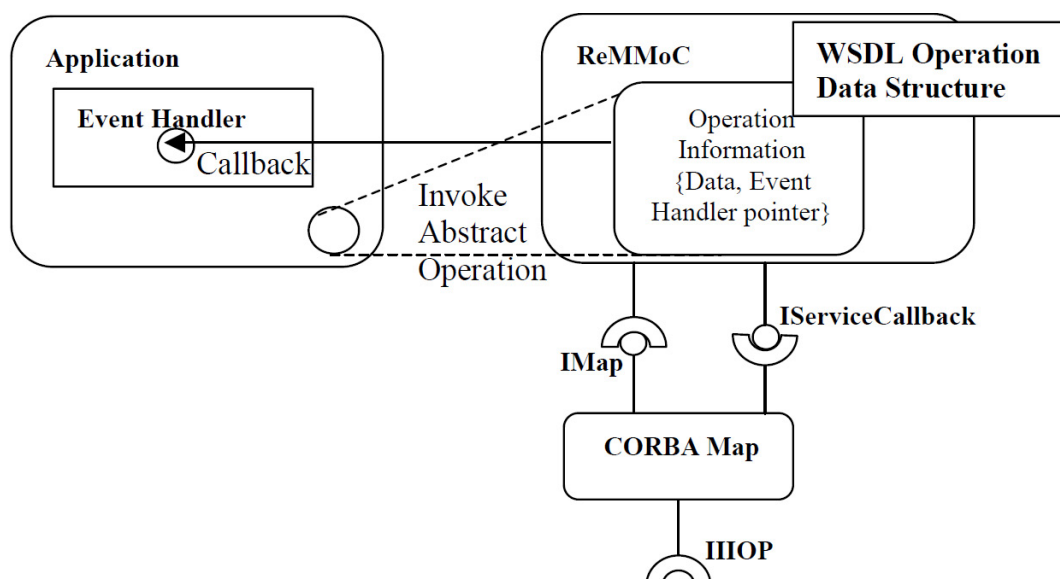 Application
Event Handler
Callback
Invoke
Abstract
Operation
ReMMoC
WSDL Operation
Data Structure
Operation
Information
{Data, Event
Handler pointer}
IServiceCallback
IMap
CORBA Map
IIIOP